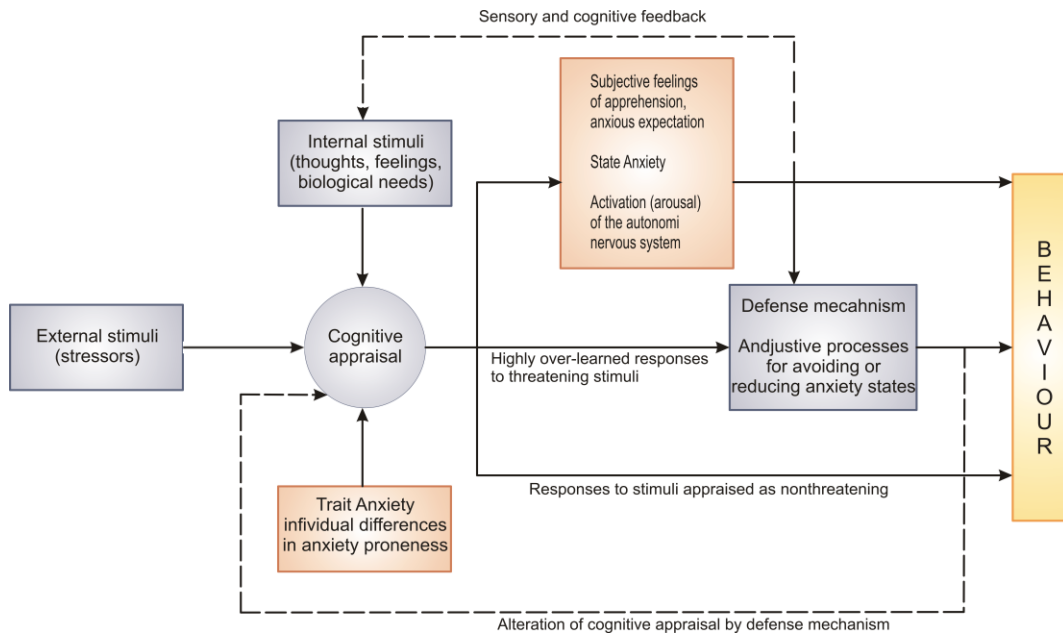 Sensory and cognitive feedback
Subjective feelings
of apprehension,
anxious expectation
State Anxiety
Activation (arousal)
of the autonomi
nervous system
Internal stimuli
(thoughts, feelings,
biological needs)
External stimuli
(stressors)
Cognitive
appraisal
Highly over-learned responses
to threatening stimuli
Defense mecahnism
Andjustive processes
for avoiding or
reducing anxiety states
BEHAVIOUR
Trait Anxiety
infividual differences
in anxiety proneness
Responses to stimuli appraised as nonthreatening
Alteration of cognitive appraisal by defense mechanism